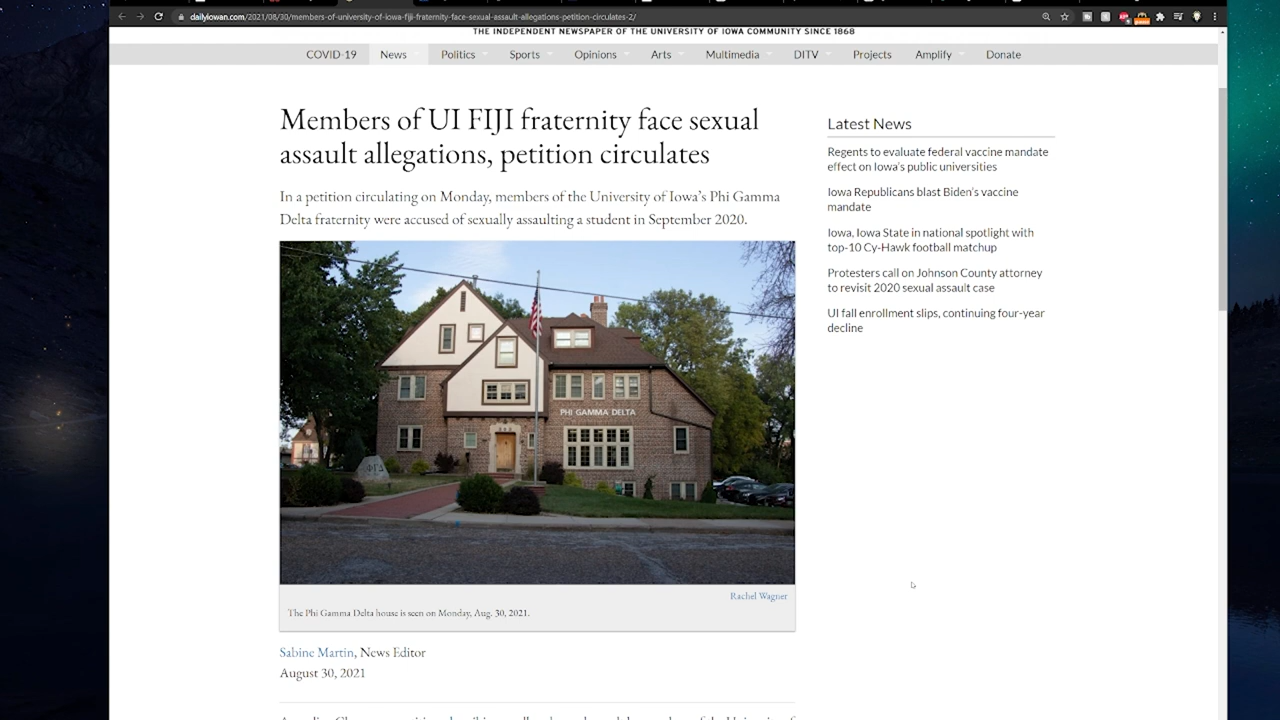 dailyiowan.com/2021/08/30/members-of-university-of-iowa-fiji-fraternity-face-sexual-assault-allegations-petition-circulates-2/
THE INDEPENDENT NEWSPAPER OF THE UNIVERSITY OF IOWA COMMUNITY SINCE 1868
COVID-19 News Politics Sports Opinions Arts Multimedia DITV Projects Amplify Donate
Members of UI FIJI fraternity face sexual
assault allegations, petition circulates
In a petition circulating on Monday, members of the University of Iowa's Phi Gamma
Delta fraternity were accused of sexually assaulting a student in September 2020.
PHI GAMMA DELTA
ΦΓΔ
Rachel Wagner
The Phi Gamma Delta house is seen on Monday, Aug. 30, 2021.
Sabine Martin, News Editor
August 30, 2021
Latest News
Regents to evaluate federal vaccine mandate
effect on Iowa's public universities
Iowa Republicans blast Biden's vaccine
mandate
Iowa, Iowa State in national spotlight with
top-10 Cy-Hawk football matchup
Protesters call on Johnson County attorney
to revisit 2020 sexual assault case
UI fall enrollment slips, continuing four-year
decline